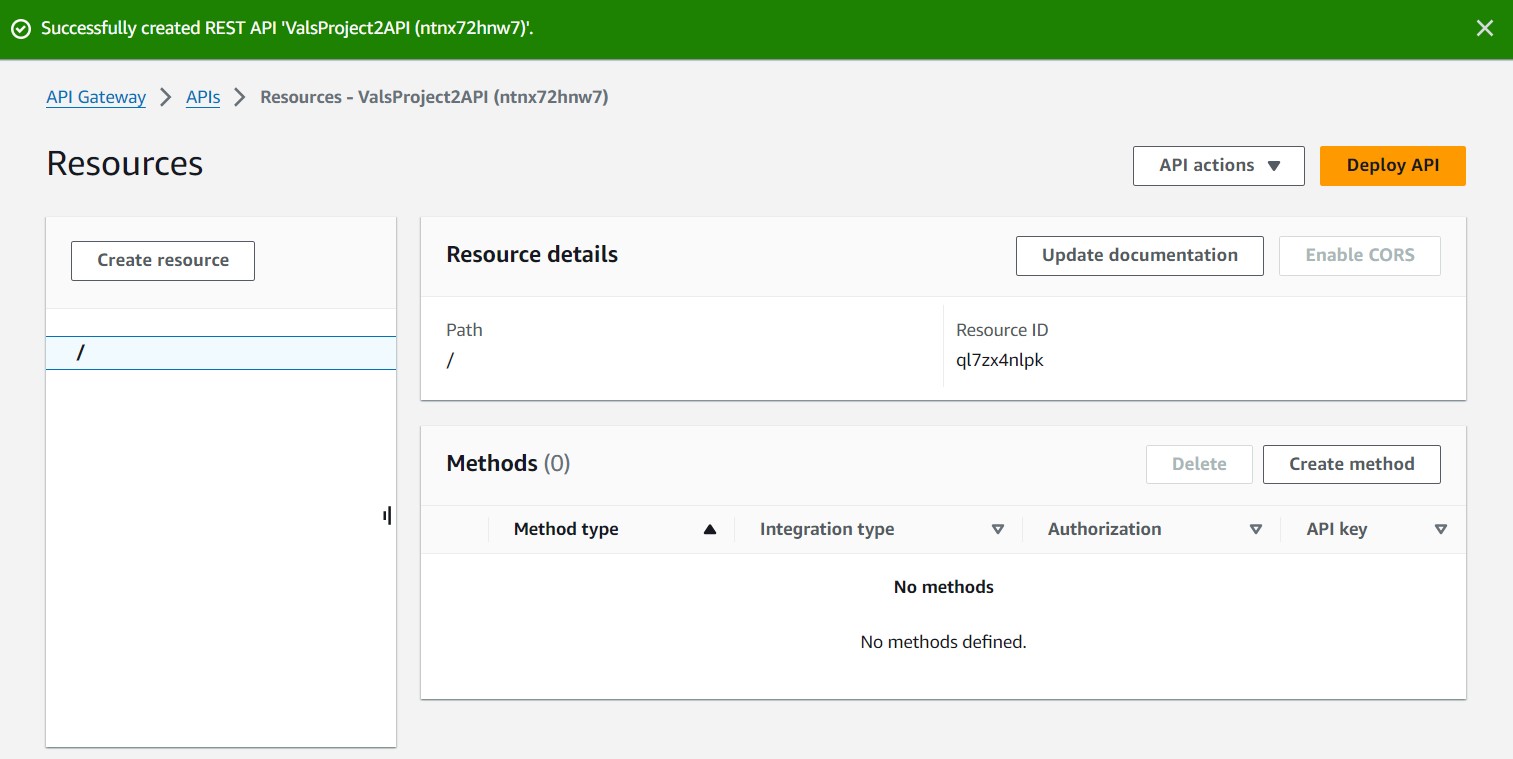 Successfully created REST API 'ValsProject2API (ntnx72hnw7)'.
API Gateway > APIs > Resources - ValsProject2API (ntnx72hnw7)
Resources
API actions
Deploy API
Create resource
/
Resource details
Update documentation
Enable CORS
Path
/
Resource ID
ql7zx4nlpk
Methods (0)
Delete
Create method
Method type
Integration type
Authorization
API key
No methods
No methods defined.